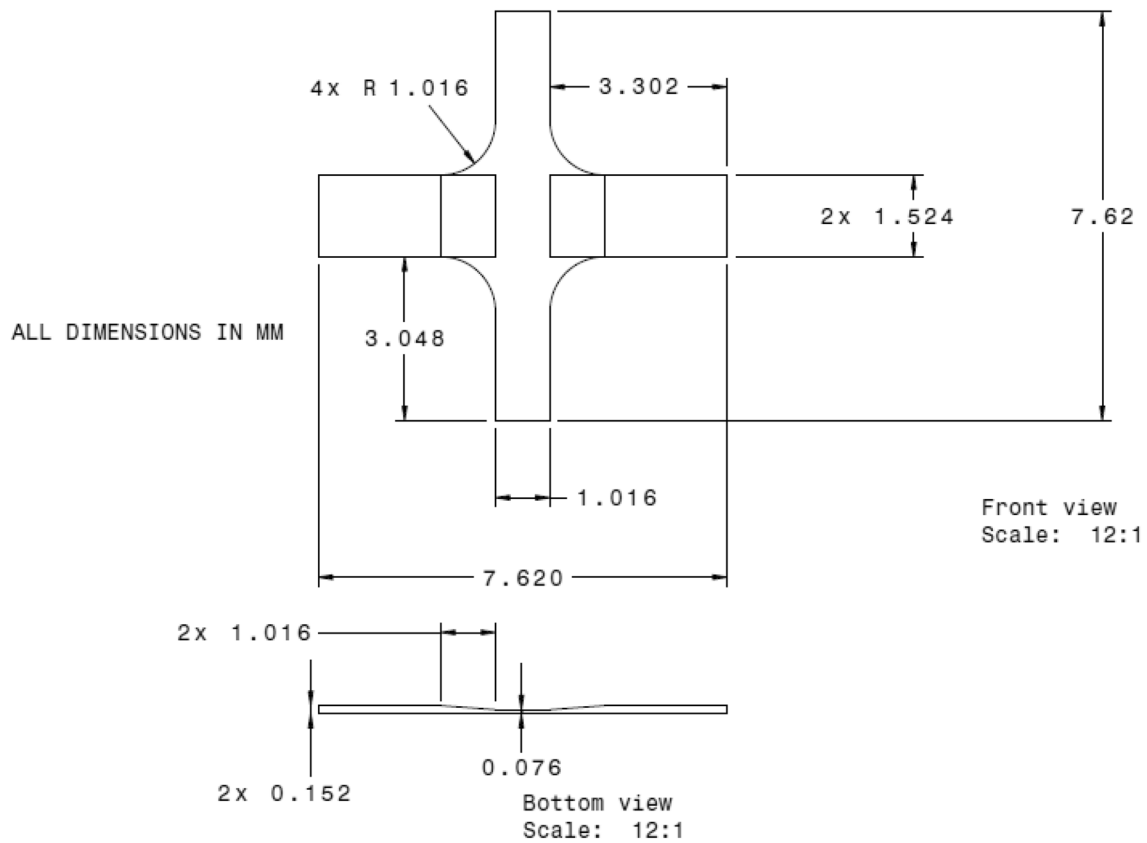 4x R 1.016
3.302
2x 1.524
7.62
ALL DIMENSIONS IN MM
3.048
1.016
Front view
Scale: 12:1
7.620
2x 1.016
0.076
2x 0.152
Bottom view
Scale: 12:1